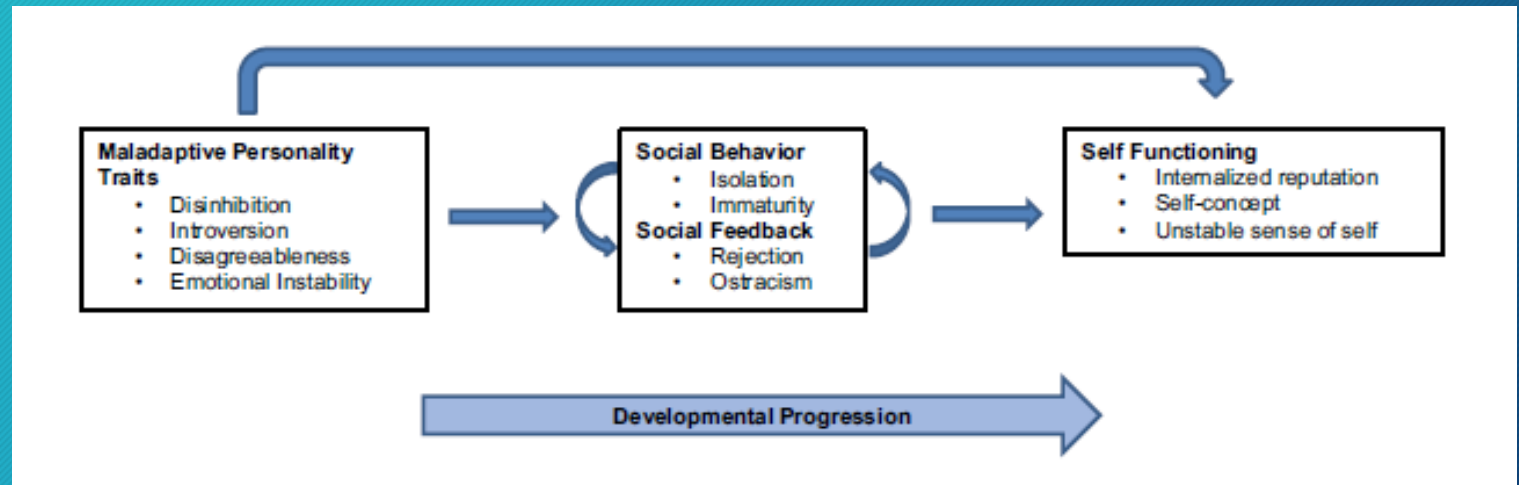 Maladaptive Personality
Traits
• Disinhibition
• Introversion
• Disagreeableness
• Emotional Instability
Social Behavior
• Isolation
• Immaturity
Social Feedback
• Rejection
• Ostracism
Self Functioning
• Internalized reputation
• Self-concept
• Unstable sense of self
Developmental Progression